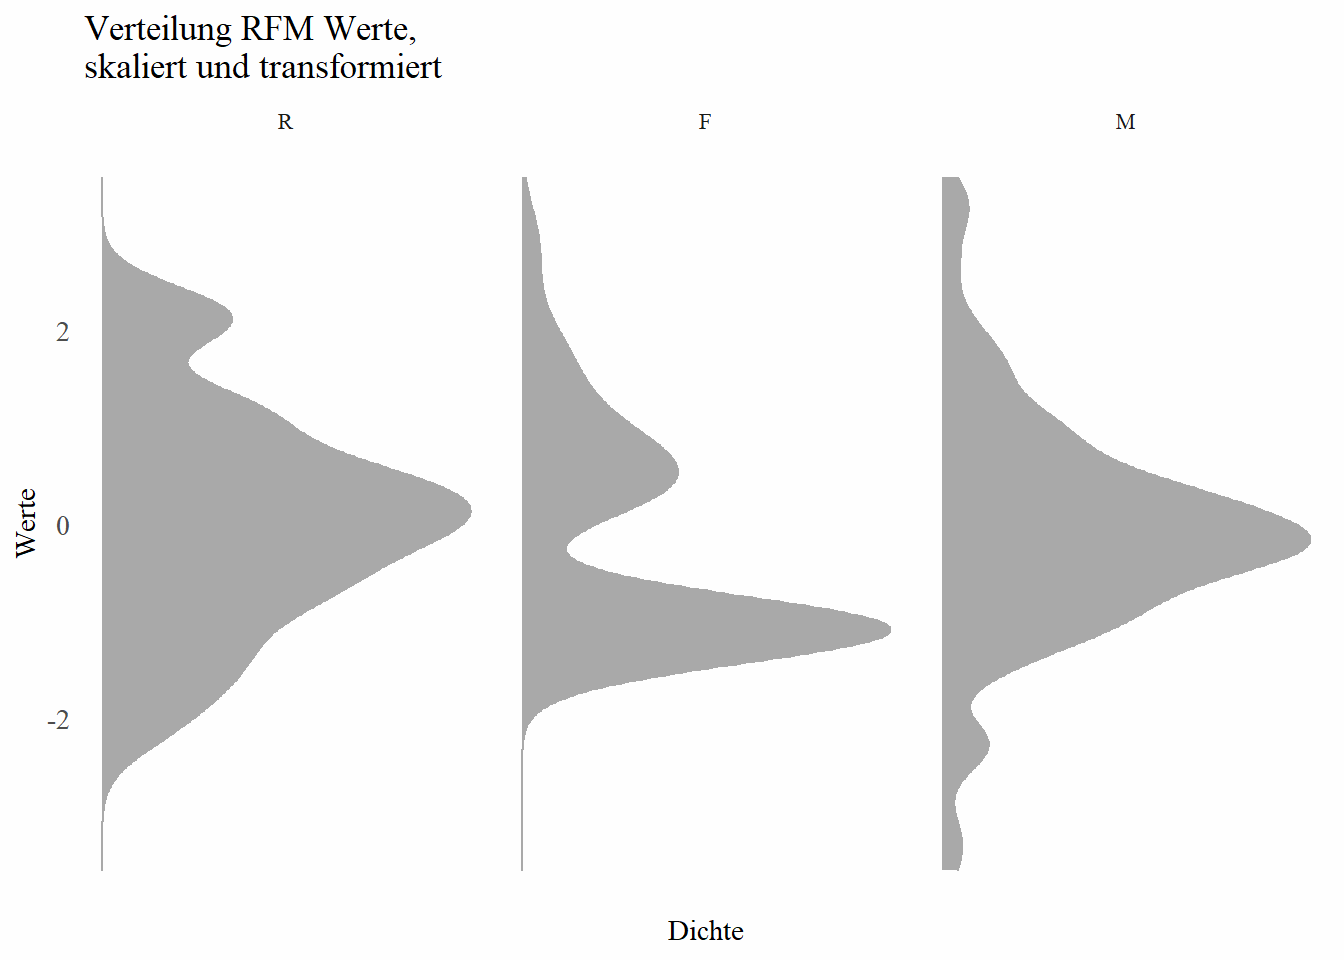 Verteilung RFM Werte,
skaliert und transformiert
R
F
M
2
0
-2
Werte
Dichte